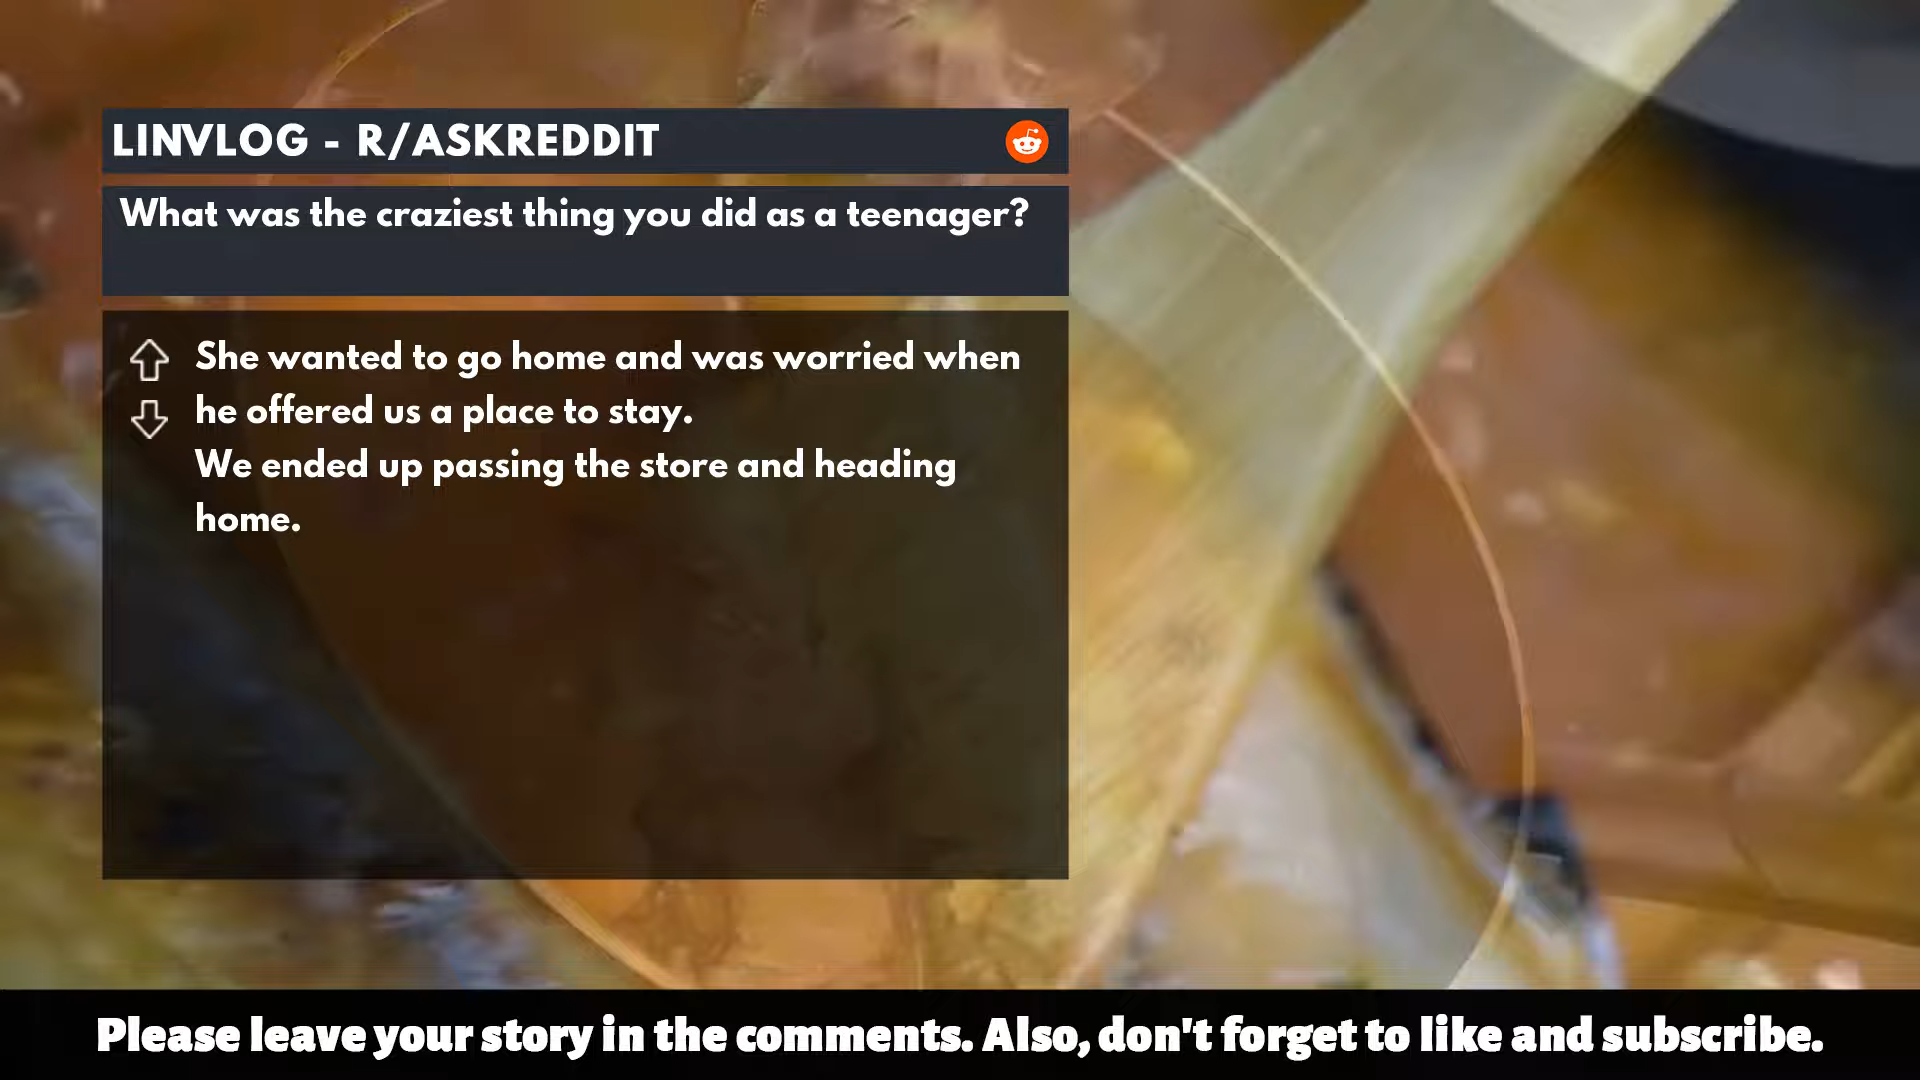 LINVLOG - R/ASKREDDIT
What was the craziest thing you did as a teenager?
She wanted to go home and was worried when
he offered us a place to stay.
We ended up passing the store and heading
home.
Please leave your story in the comments. Also, don't forget to like and subscribe.